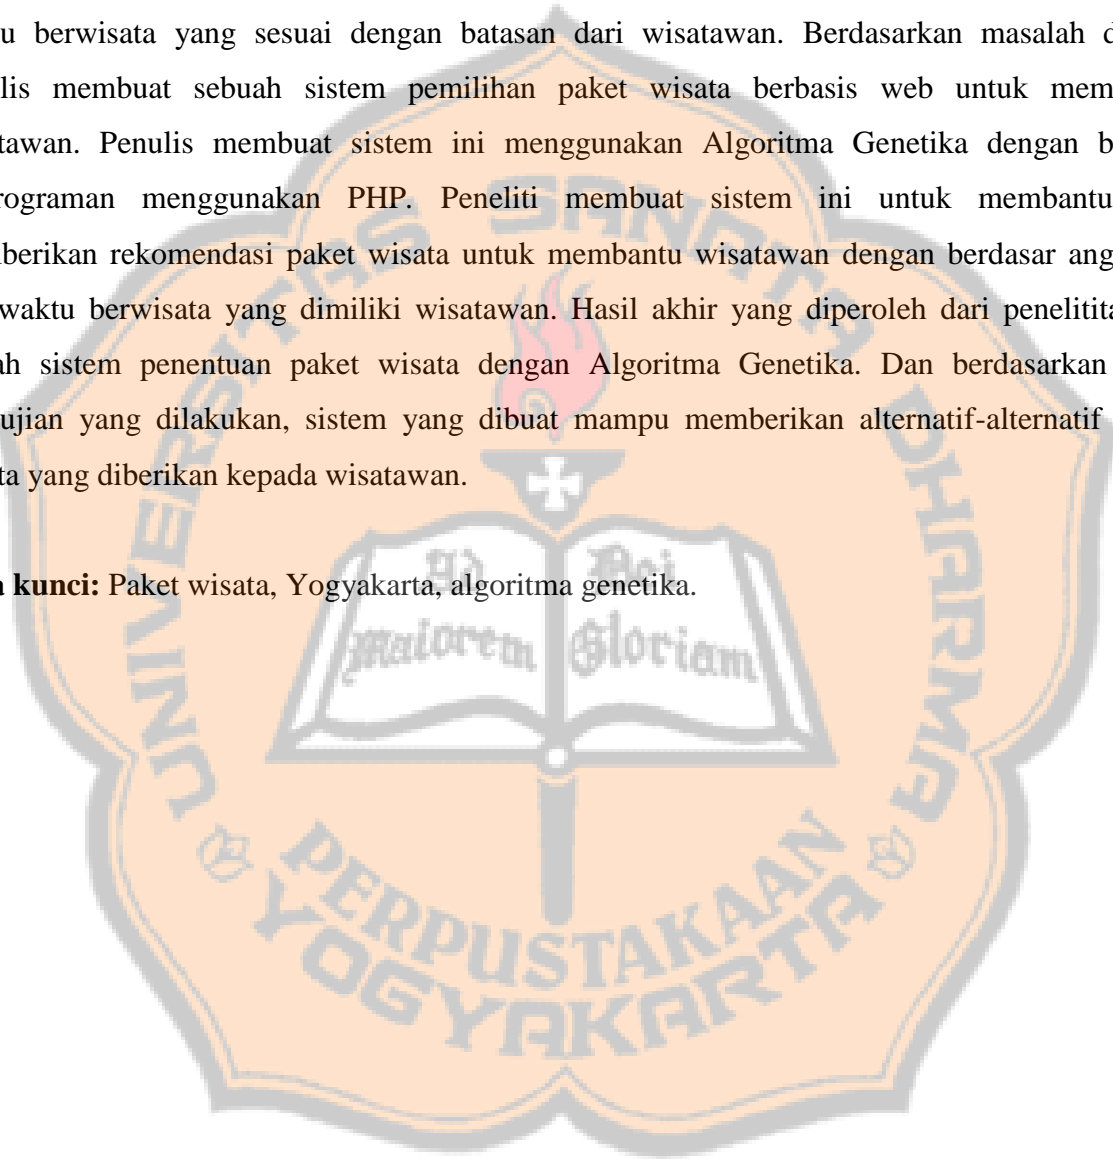 u berwisata yang sesuai dengan batasan dari wisatawan. Berdasarkan masalah d
lis membuat sebuah sistem pemilihan paket wisata berbasis web untuk mem
tawan. Penulis membuat sistem ini menggunakan Algoritma Genetika dengan b
rograman menggunakan PHP. Peneliti membuat sistem ini untuk membantu
berikan rekomendasi paket wisata untuk membantu wisatawan dengan berdasar ang
waktu berwisata yang dimiliki wisatawan. Hasil akhir yang diperoleh dari penelitita
ah sistem penentuan paket wisata dengan Algoritma Genetika. Dan berdasarkan
ujian yang dilakukan, sistem yang dibuat mampu memberikan alternatif-alternatif
ta yang diberikan kepada wisatawan.
a kunci: Paket wisata, Yogyakarta, algoritma genetika.
UNIVERSITAS SANATA DHARMA
Ad Dei
Maiorem Gloriam
PERPUSTAKAAN
YOGYAKARTA